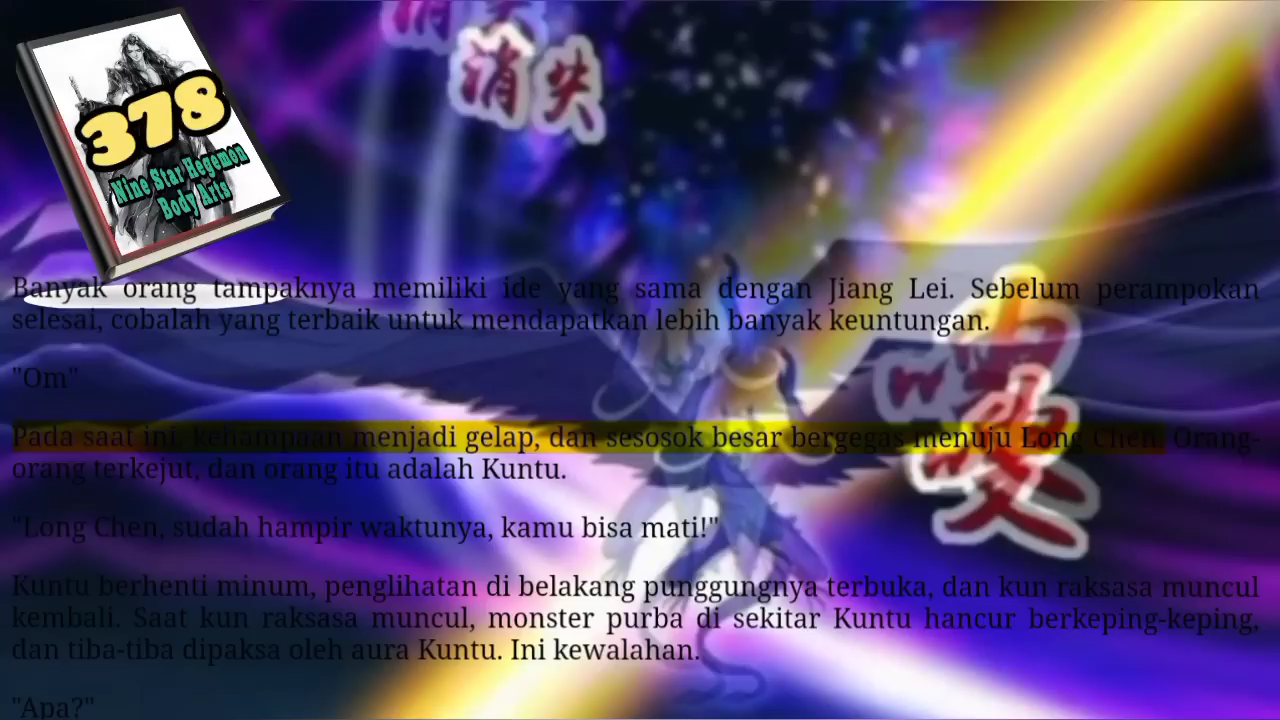 消失
消失
378
Nine Star Hegemon
Body Arts
Banyak orang tampaknya memiliki ide yang sama dengan Jiang Lei. Sebelum perampokan
selesai, cobalah yang terbaik untuk mendapatkan lebih banyak keuntungan.
"Om"
Pada saat ini, kehampaan menjadi gelap, dan sesosok besar bergegas menuju Long Chen. Orang-
orang terkejut, dan orang itu adalah Kuntu.
"Long Chen, sudah hampir waktunya, kamu bisa mati!"
Kuntu berhenti minum, penglihatan di belakang punggungnya terbuka, dan kun raksasa muncul
kembali. Saat kun raksasa muncul, monster purba di sekitar Kuntu hancur berkeping-keping,
dan tiba-tiba dipaksa oleh aura Kuntu. Ini kewalahan.
"Apa?"